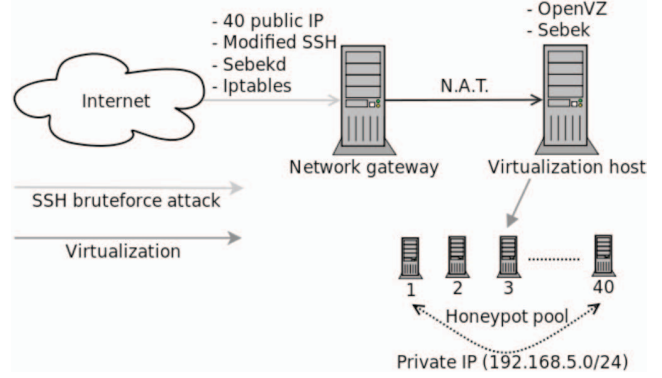 - 40 public IP
- Modified SSH
- Sebekd
- Iptables
- OpenVZ
- Sebek
Internet
N.A.T.
Network gateway
Virtualization host
SSH bruteforce attack
Virtualization
1 2 3 40
Honeypot pool
Private IP (192.168.5.0/24)